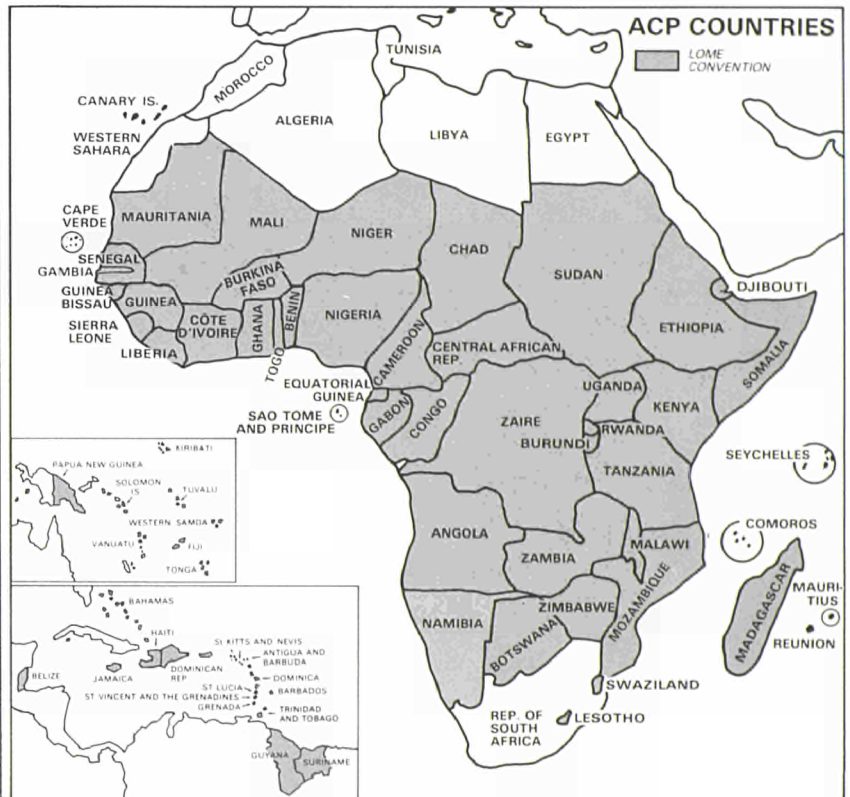 ACP COUNTRIES
LOME
CONVENTION
TUNISIA
MOROCCO
CANARY IS.
ALGERIA
LIBYA
EGYPT
WESTERN
SAHARA
CAPE
VERDE
MAURITANIA
MALI
NIGER
CHAD
SUDAN
SENEGAL
GAMBIA
GUINEA
BISSAU
GUINEA
BURKINA
FASO
NIGERIA
DJIBOUTI
ETHIOPIA
SOMALIA
SIERRA
LEONE
LIBERIA
CÔTE
D'IVOIRE
GHANA
TOGO
BENIN
CAMEROON
CENTRAL AFRICAN
REP.
EQUATORIAL
GUINEA
SAO TOME
AND PRINCIPE
GABON
CONGO
ZAIRE
UGANDA
KENYA
RWANDA
BURUNDI
TANZANIA
SEYCHELLES
COMOROS
ANGOLA
ZAMBIA
MALAWI
MOZAMBIQUE
MADAGASCAR
MAURI-
TIUS
REUNION
NAMIBIA
BOTSWANA
ZIMBABWE
SWAZILAND
LESOTHO
REP. OF
SOUTH
AFRICA
KIRIBATI
PAPUA NEW GUINEA
SOLOMON
IS
TUVALU
WESTERN SAMOA
VANUATU
FIJI
TONGA
BAHAMAS
HAITI
ST KITTS AND NEVIS
ANTIGUA AND
BARBUDA
BELIZE
JAMAICA
DOMINICAN
REP
DOMINICA
ST LUCIA
BARBADOS
ST VINCENT AND THE GRENADINES
GRENADA
TRINIDAD
AND TOBAGO
GUYANA
SURINAME